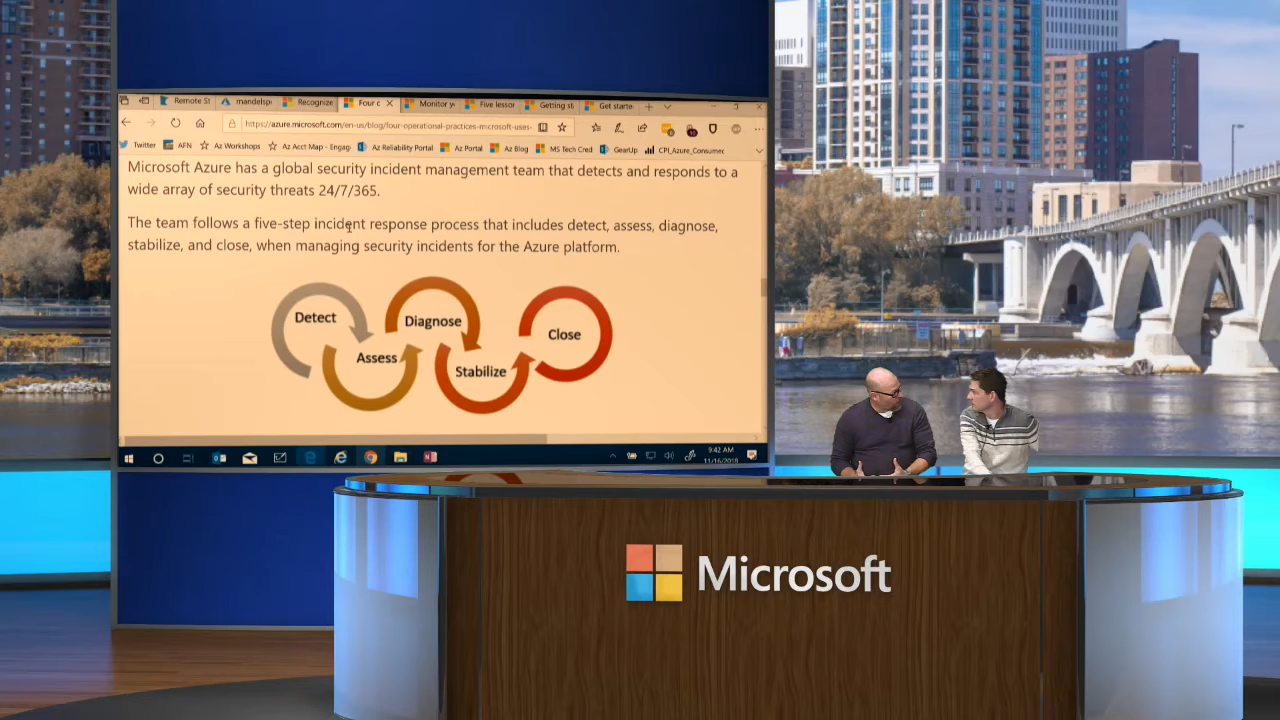 Remote St
mandelsp
Recognize
Four c
Monitor yo
Five lessor
Getting st
Get starte
https://azure.microsoft.com/en-us/blog/four-operational-practices-microsoft-uses-
Twitter
AFN
Az Workshops
Az Acct Map - Engag
Az Reliability Portal
Az Portal
Az Blog
MS Tech Cred
GearUp
CPI_Azure_Consumec
Microsoft Azure has a global security incident management team that detects and responds to a
wide array of security threats 24/7/365.
The team follows a five-step incident response process that includes detect, assess, diagnose,
stabilize, and close, when managing security incidents for the Azure platform.
Detect
Assess
Diagnose
Stabilize
Close
9:42 AM
11/16/2018
Microsoft